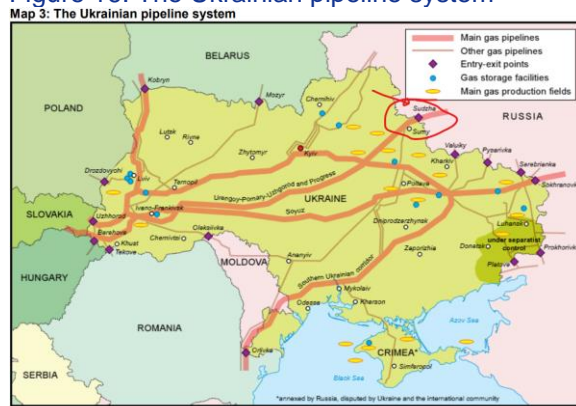 Figure 10: The Ukrainian pipeline system
Map 3: The Ukrainian pipeline system
Main gas pipelines
Other gas pipelines
Entry-exit points
Gas storage facilities
Main gas production fields
BELARUS
POLAND
RUSSIA
Kobryn
Mozyr
Chernihiv
Sudzha
Sumy
Lutsk
Rivne
Zhytomyr
Kyiv
Valuiky
Pysarivka
Kharkiv
Serebrianka
Sokhranovka
Drozdovychi
Lviv
Ternopil
Urengoy-Pomary-Uzhgorod and Progress
Poltava
SLOVAKIA
Ivano-Frankivsk
Soyuz
UKRAINE
Uzhhorod
Dniprodzerzhynsk
Luhansk
Berehove
Khust
Chernivtsi
Oleksiivka
Donetsk
under separatist
control
Prokhorivka
Tekove
HUNGARY
MOLDOVA
Ananyiv
Zaporizhia
Platove
Southern Ukrainian corridor
Mykolaiv
ROMANIA
Odessa
Kherson
Azov Sea
Orlivka
CRIMEA*
Simferopol
SERBIA
Black Sea
*annexed by Russia, disputed by Ukraine and the international community